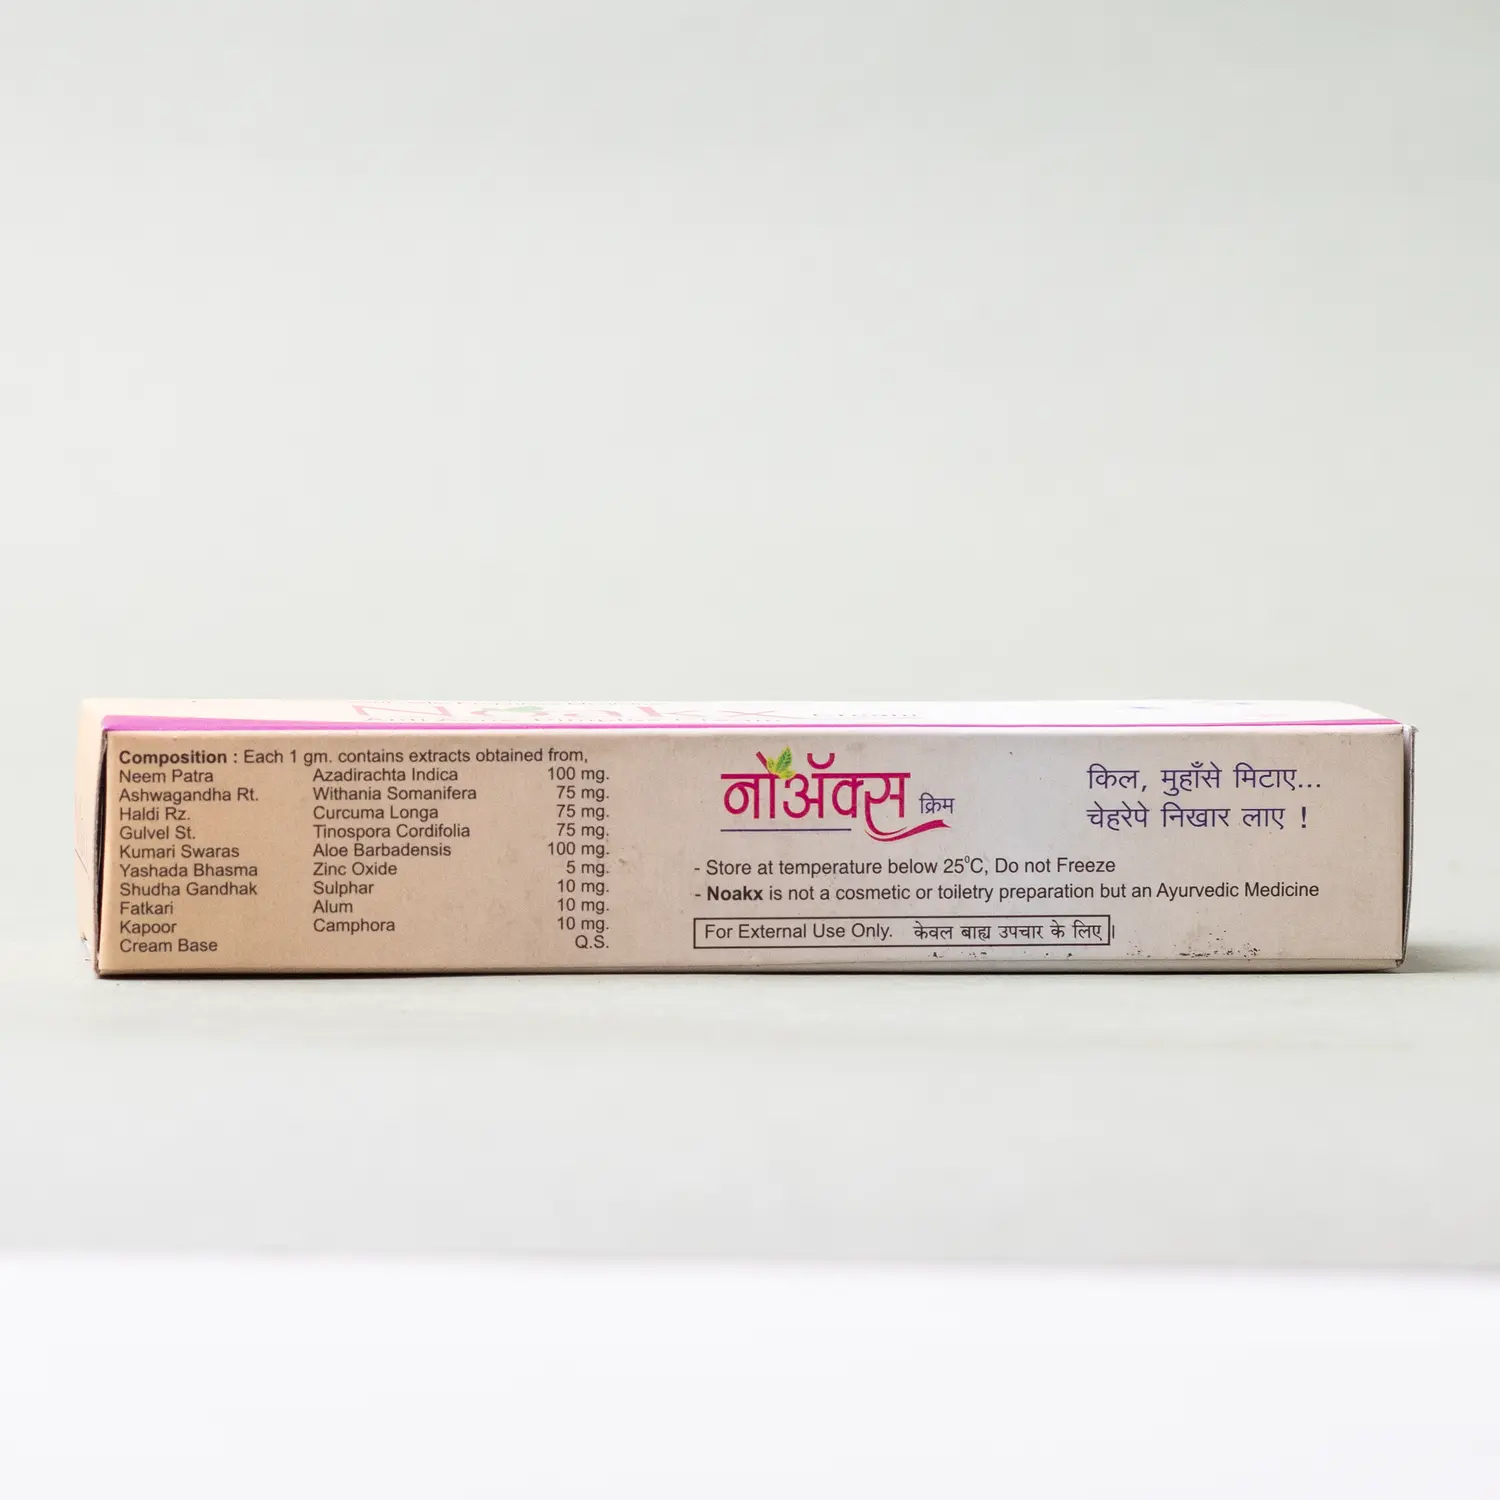 Noakx
Composition : Each 1 gm. contains extracts obtained from,
Neem Patra Azadirachta Indica 100 mg.
Ashwagandha Rt. Withania Somanifera 75 mg.
Haldi Rz. Curcuma Longa 75 mg.
Gulvel St. Tinospora Cordifolia 75 mg.
Kumari Swaras Aloe Barbadensis 100 mg.
Yashada Bhasma Zinc Oxide 5 mg.
Shudha Gandhak Sulphar 10 mg.
Fatkari Alum 10 mg.
Kapoor Camphora 10 mg.
Cream Base Q.S.
नोॲक्स क्रिम
किल, मुहाँसे मिटाए...
चेहरेपे निखार लाए !
- Store at temperature below 25°C, Do not Freeze
- Noakx is not a cosmetic or toiletry preparation but an Ayurvedic Medicine
For External Use Only. केवल बाह्य उपचार के लिए।